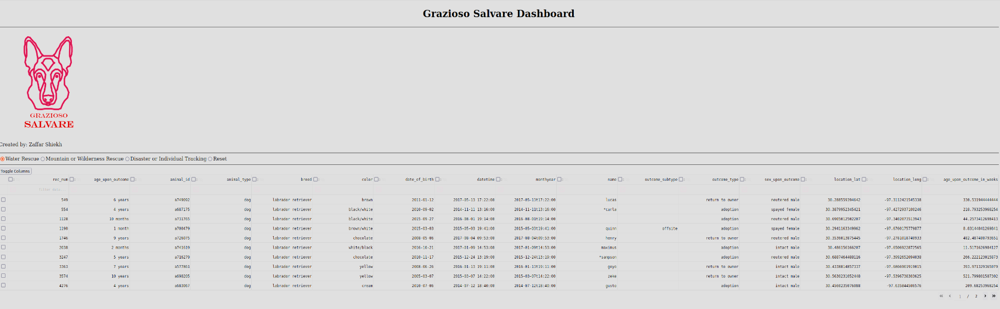 Grazioso Salvare Dashboard
GRAZIOSO
SALVARE
Created by: Zaffar Shiekh
Water Rescue Mountain or Wilderness Rescue Disaster or Individual Tracking Reset
Toggle Columns
rec_num age_upon_outcome animal_id animal_type breed color date_of_birth datetime monthyear name outcome_subtype outcome_type sex_upon_outcome location_lat location_long age_upon_outcome_in_weeks
filter data...
549 6 years a749092 dog labrador retriever brown 2011-01-12 2017-05-13 17:22:00 2017-05-13t17:22:00 lucas return to owner neutered male 30.288559394642 -97.3112421545338 330.531944444444
554 4 years a687175 dog labrador retriever black/white 2010-09-02 2014-11-11 13:16:00 2014-11-11t13:16:00 *carla adoption spayed female 30.3879952345421 -97.4272937100246 218.793253968254
1128 10 months a731765 dog labrador retriever black/white 2015-09-27 2016-08-01 19:14:00 2016-08-01t19:14:00 adoption neutered male 30.6905012502207 -97.3402073513943 44.2573412698413
1190 1 month a700479 dog labrador retriever brown/white 2015-03-03 2015-05-03 19:41:00 2015-05-03t19:41:00 quinn offsite adoption spayed female 30.2941163349962 -97.6760175779877 8.83144841269841
1746 9 years a726075 dog labrador retriever chocolate 2008-05-06 2017-08-04 09:53:00 2017-08-04t09:53:00 henry return to owner neutered male 30.3536013875445 -97.2781018740933 482.487400793651
2038 2 months a741619 dog labrador retriever white/black 2016-10-21 2017-01-09 14:53:00 2017-01-09t14:53:00 maximus adoption intact male 30.486156166207 -97.6506922872565 11.5171626984127
3247 5 years a716279 dog labrador retriever chocolate 2010-11-17 2015-12-24 13:19:00 2015-12-24t13:19:00 *sampson adoption neutered male 30.6887464488116 -97.3992652094038 266.222123015873
3363 7 years a577861 dog labrador retriever yellow 2008-06-26 2016-01-13 19:11:00 2016-01-13t19:11:00 goyo return to owner intact male 30.4338814857337 -97.6866901919015 393.971329365079
3574 10 years a698205 dog labrador retriever yellow 2005-03-07 2015-03-07 14:22:00 2015-03-07t14:22:00 zeke return to owner intact male 30.5630231052448 -97.5396738303625 521.799801587302
4276 4 years a683067 dog labrador retriever cream 2010-07-06 2014-07-12 18:40:00 2014-07-12t18:40:00 gusto adoption intact male 30.4560235076088 -97.635844506576 209.68253968254
« ‹ 1 / 2 › »